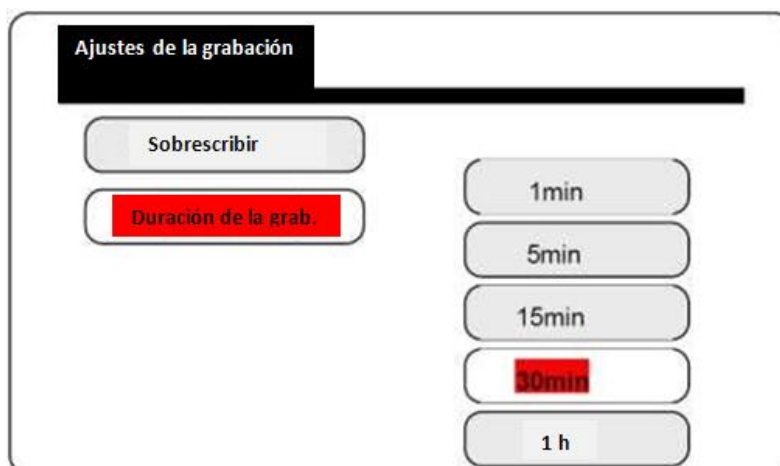 Ajustes de la grabación
Sobrescribir
Duración de la grab.
1min
5min
15min
30min
1 h